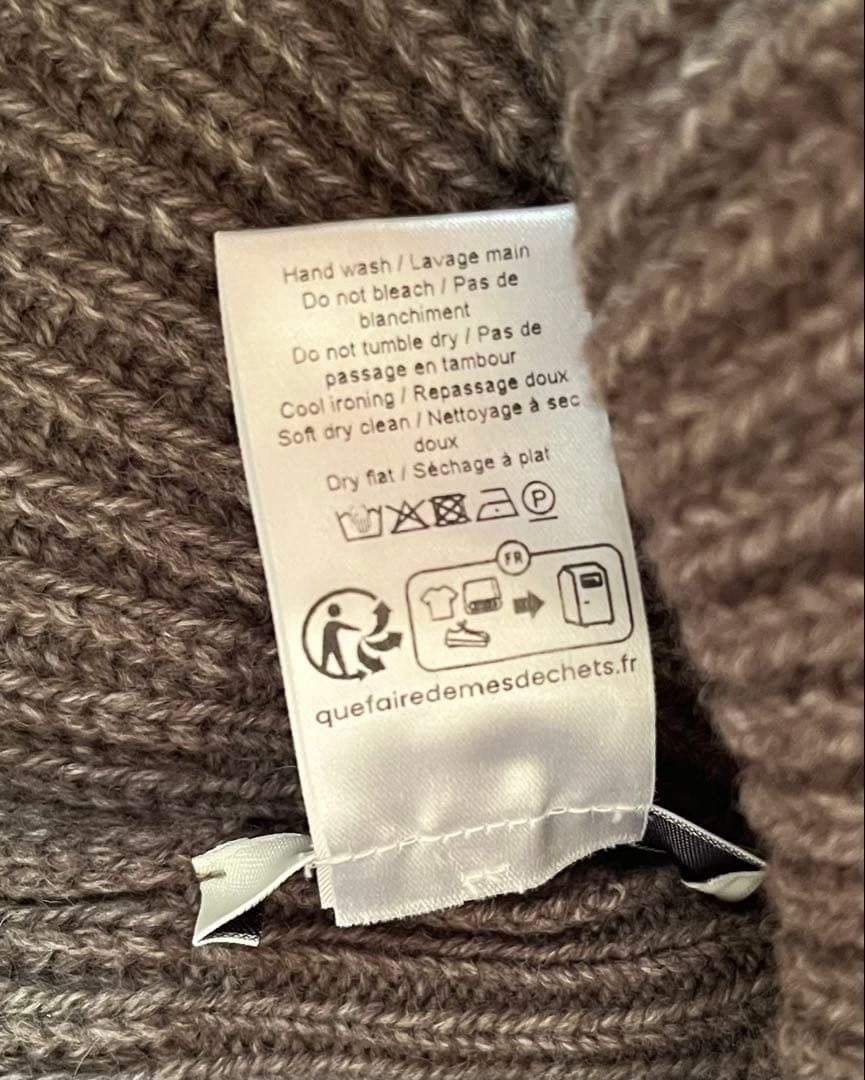 Hand wash / Lavage main
Do not bleach / Pas de
blanchiment
Do not tumble dry / Pas de
passage en tambour
Cool ironing / Repassage doux
Soft dry clean / Nettoyage à sec
doux
Dry flat / Séchage à plat
P
FR
quefairedemesdechets.fr